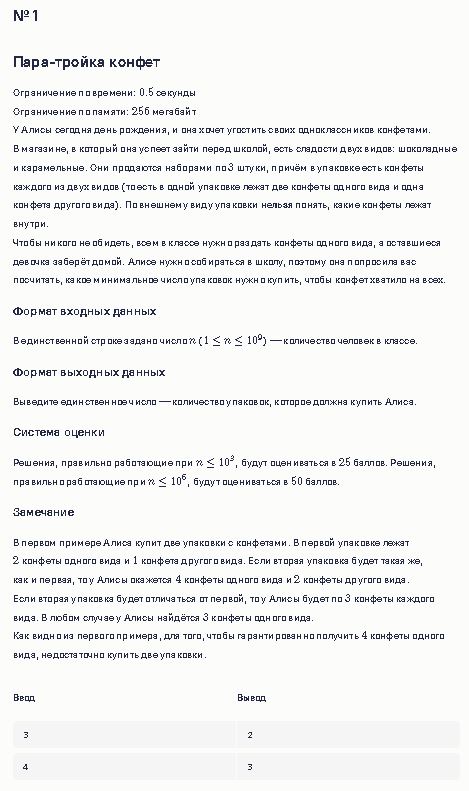 №1
Пара-тройка конфет
Ограничение по времени: 0.5 секунды
Ограничение по памяти: 256 мегабайт
У Алисы сегодня день рождения, и она хочет угостить своих одноклассников конфетами.
В магазине, в который она успеет зайти перед школой, есть сладости двух видов: шоколадные
и карамельные. Они продаются наборами по 3 штуки, причём в упаковке есть конфеты
каждого из двух видов (то есть в одной упаковке лежат две конфеты одного вида и одна
конфета другого вида). По внешнему виду упаковки нельзя понять, какие конфеты лежат
внутри.
Чтобы никого не обидеть, всем в классе нужно раздать конфеты одного вида, а оставшиеся
девочка заберёт домой. Алисе нужно собираться в школу, поэтому она попросила вас
посчитать, какое минимальное число упаковок нужно купить, чтобы конфет хватило на всех.
Формат входных данных
В единственной строке задано число n (1 ≤ n ≤ 10⁹) — количество человек в классе.
Формат выходных данных
Выведите единственное число — количество упаковок, которое должна купить Алиса.
Система оценки
Решения, правильно работающие при n ≤ 10³, будут оцениваться в 25 баллов. Решения,
правильно работающие при n ≤ 10⁶, будут оцениваться в 50 баллов.
Замечание
В первом примере Алиса купит две упаковки с конфетами. В первой упаковке лежат
2 конфеты одного вида и 1 конфета другого вида. Если вторая упаковка будет такая же,
как и первая, то у Алисы окажется 4 конфеты одного вида и 2 конфеты другого вида.
Если вторая упаковка будет отличаться от первой, то у Алисы будет по 3 конфеты каждого
вида. В любом случае у Алисы найдётся 3 конфеты одного вида.
Как видно из первого примера, для того, чтобы гарантированно получить 4 конфеты одного
вида, недостаточно купить две упаковки.
Ввод Вывод
3 2
4 3